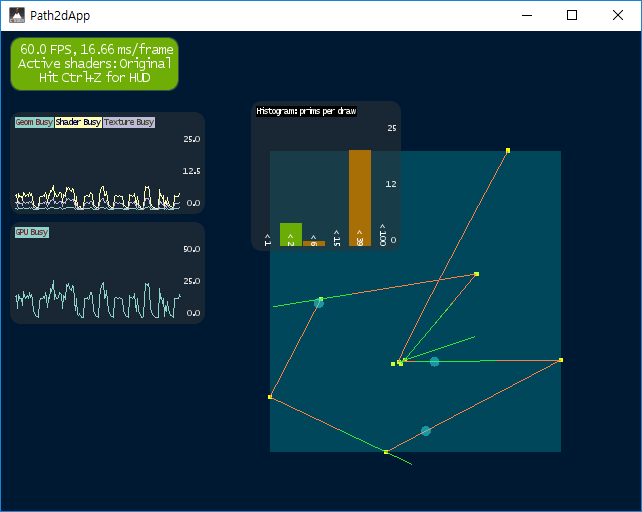 Path2dApp
60.0 FPS, 16.66 ms/frame
Active shaders: Original
Hit Ctrl+Z for HUD
Geom Busy Shader Busy Texture Busy
25.0
12.5
0.0
GPU Busy
50.0
25.0
0.0
Histogram: prims per draw
25
12
0
< 1
< 2
< 6
< 15
< 39
< 100